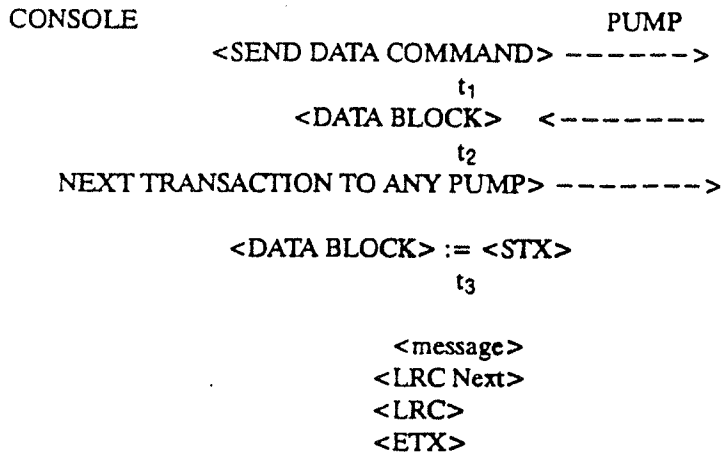 CONSOLE PUMP
<SEND DATA COMMAND> ------>
t1
<DATA BLOCK> <-------
t2
NEXT TRANSACTION TO ANY PUMP> ------->
<DATA BLOCK> := <STX>
t3
<message>
<LRC Next>
<LRC>
<ETX>